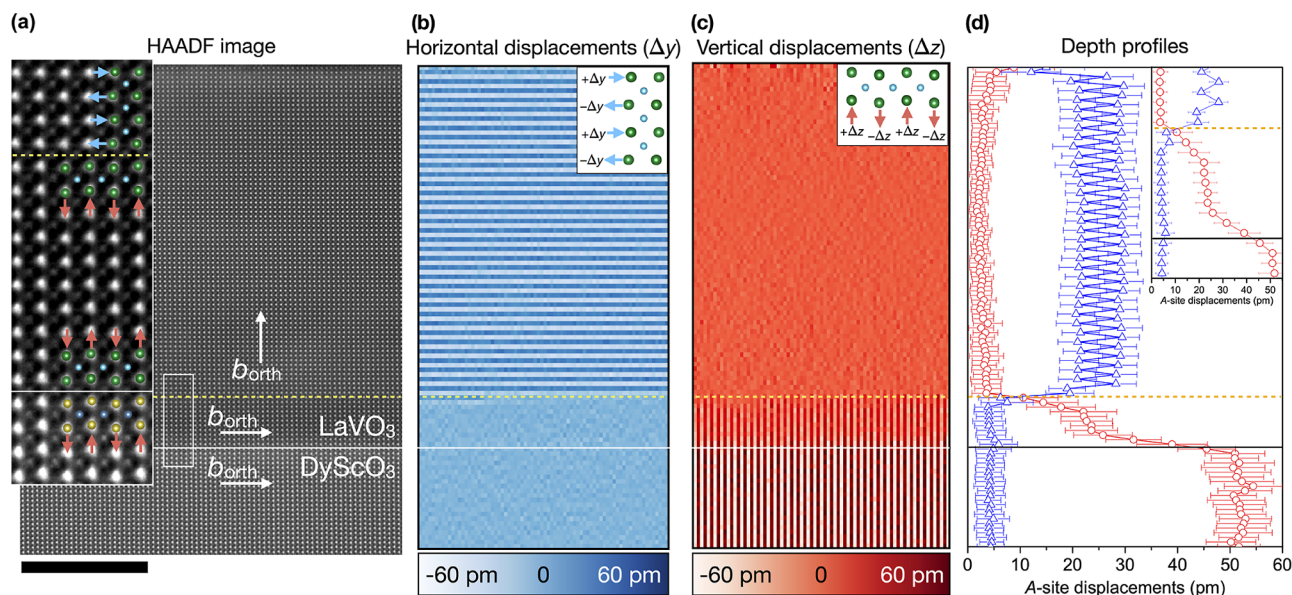 (a)
HAADF image
b_orth
b_orth
LaVO₃
b_orth
DyScO₃
(b)
Horizontal displacements (Δy)
+Δy
-Δy
+Δy
-Δy
-60 pm 0 60 pm
(c)
Vertical displacements (Δz)
+Δz -Δz +Δz -Δz
-60 pm 0 60 pm
(d)
Depth profiles
0 10 20 30 40 50
A-site displacements (pm)
0 10 20 30 40 50 60
A-site displacements (pm)